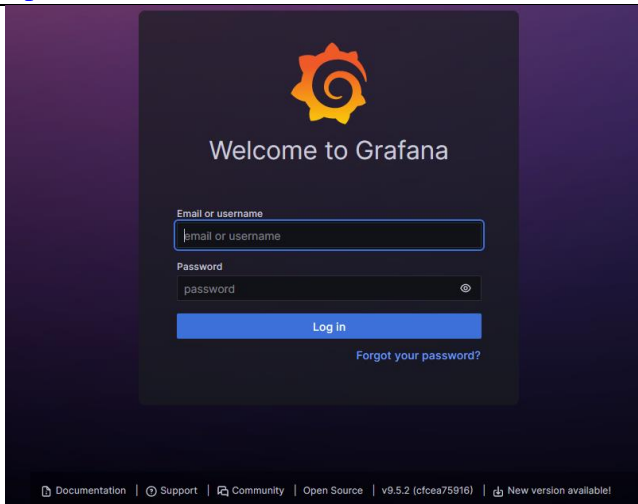 Welcome to Grafana
Email or username
email or username
Password
password
Log in
Forgot your password?
Documentation | Support | Community | Open Source | v9.5.2 (cfcea75916) | New version available!